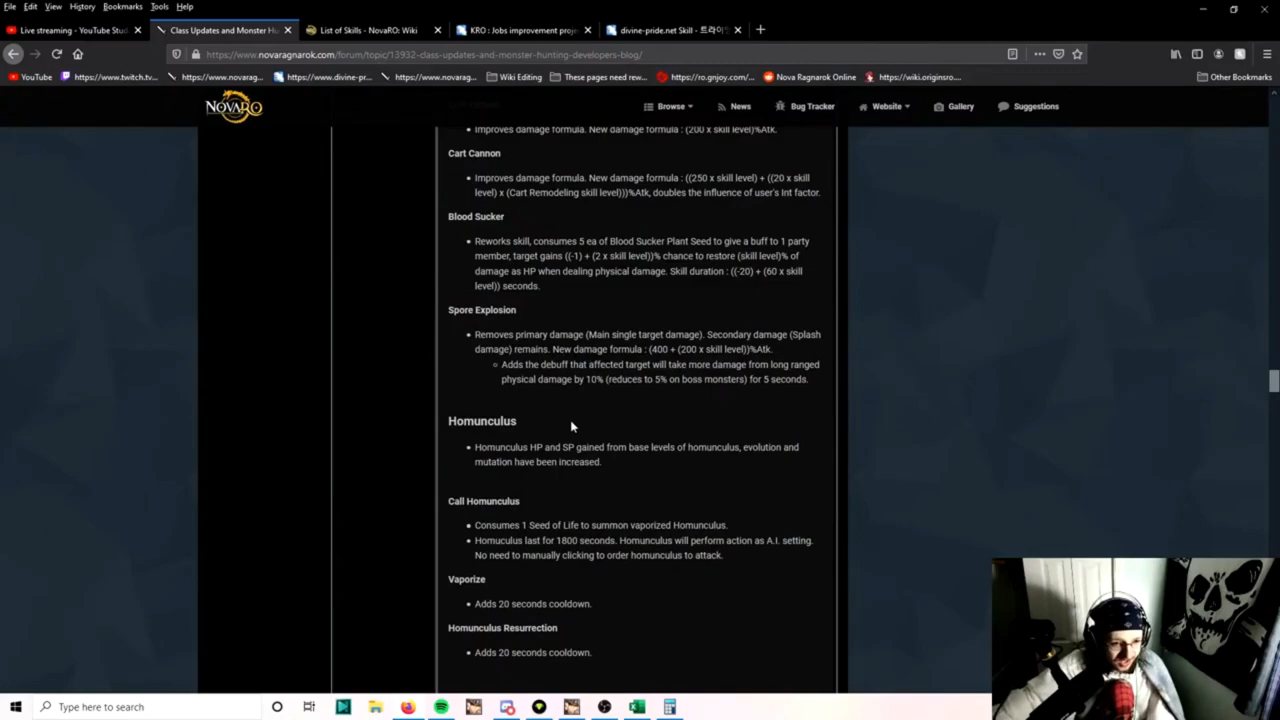 File Edit View History Bookmarks Tools Help
Live streaming - YouTube Stud Class Updates and Monster Hu List of Skills - NovaRO: Wiki KRO : Jobs improvement proje divine-pride.net Skill -
https://www.novaragnarok.com/forum/topic/13932-class-updates-and-monster-hunting-developers-blog/
YouTube https://www.twitch.tv... https://www.novarag... https://www.divine-pr... https://www.novarag... Wiki Editing These pages need rew... https://ro.gnjoy.com/... Nova Ragnarok Online https://wiki.originsro.... Other Bookmarks
NOVARO Browse News Bug Tracker Website Gallery Suggestions
Improves damage formula. New damage formula : (200 x skill level)%Atk.
Cart Cannon
Improves damage formula. New damage formula : ((250 x skill level) + ((20 x skill
level) x (Cart Remodeling skill level)))%Atk, doubles the influence of user's Int factor.
Blood Sucker
Reworks skill, consumes 5 ea of Blood Sucker Plant Seed to give a buff to 1 party
member, target gains ((-1) + (2 x skill level))% chance to restore (skill level)% of
damage as HP when dealing physical damage. Skill duration : ((-20) + (60 x skill
level)) seconds.
Spore Explosion
Removes primary damage (Main single target damage). Secondary damage (Splash
damage) remains. New damage formula : (400 + (200 x skill level))%Atk.
Adds the debuff that affected target will take more damage from long ranged
physical damage by 10% (reduces to 5% on boss monsters) for 5 seconds.
Homunculus
Homunculus HP and SP gained from base levels of homunculus, evolution and
mutation have been increased.
Call Homunculus
Consumes 1 Seed of Life to summon vaporized Homunculus.
Homuculus last for 1800 seconds. Homunculus will perform action as A.I. setting.
No need to manually clicking to order homunculus to attack.
Vaporize
Adds 20 seconds cooldown.
Homunculus Resurrection
Adds 20 seconds cooldown.
Type here to search